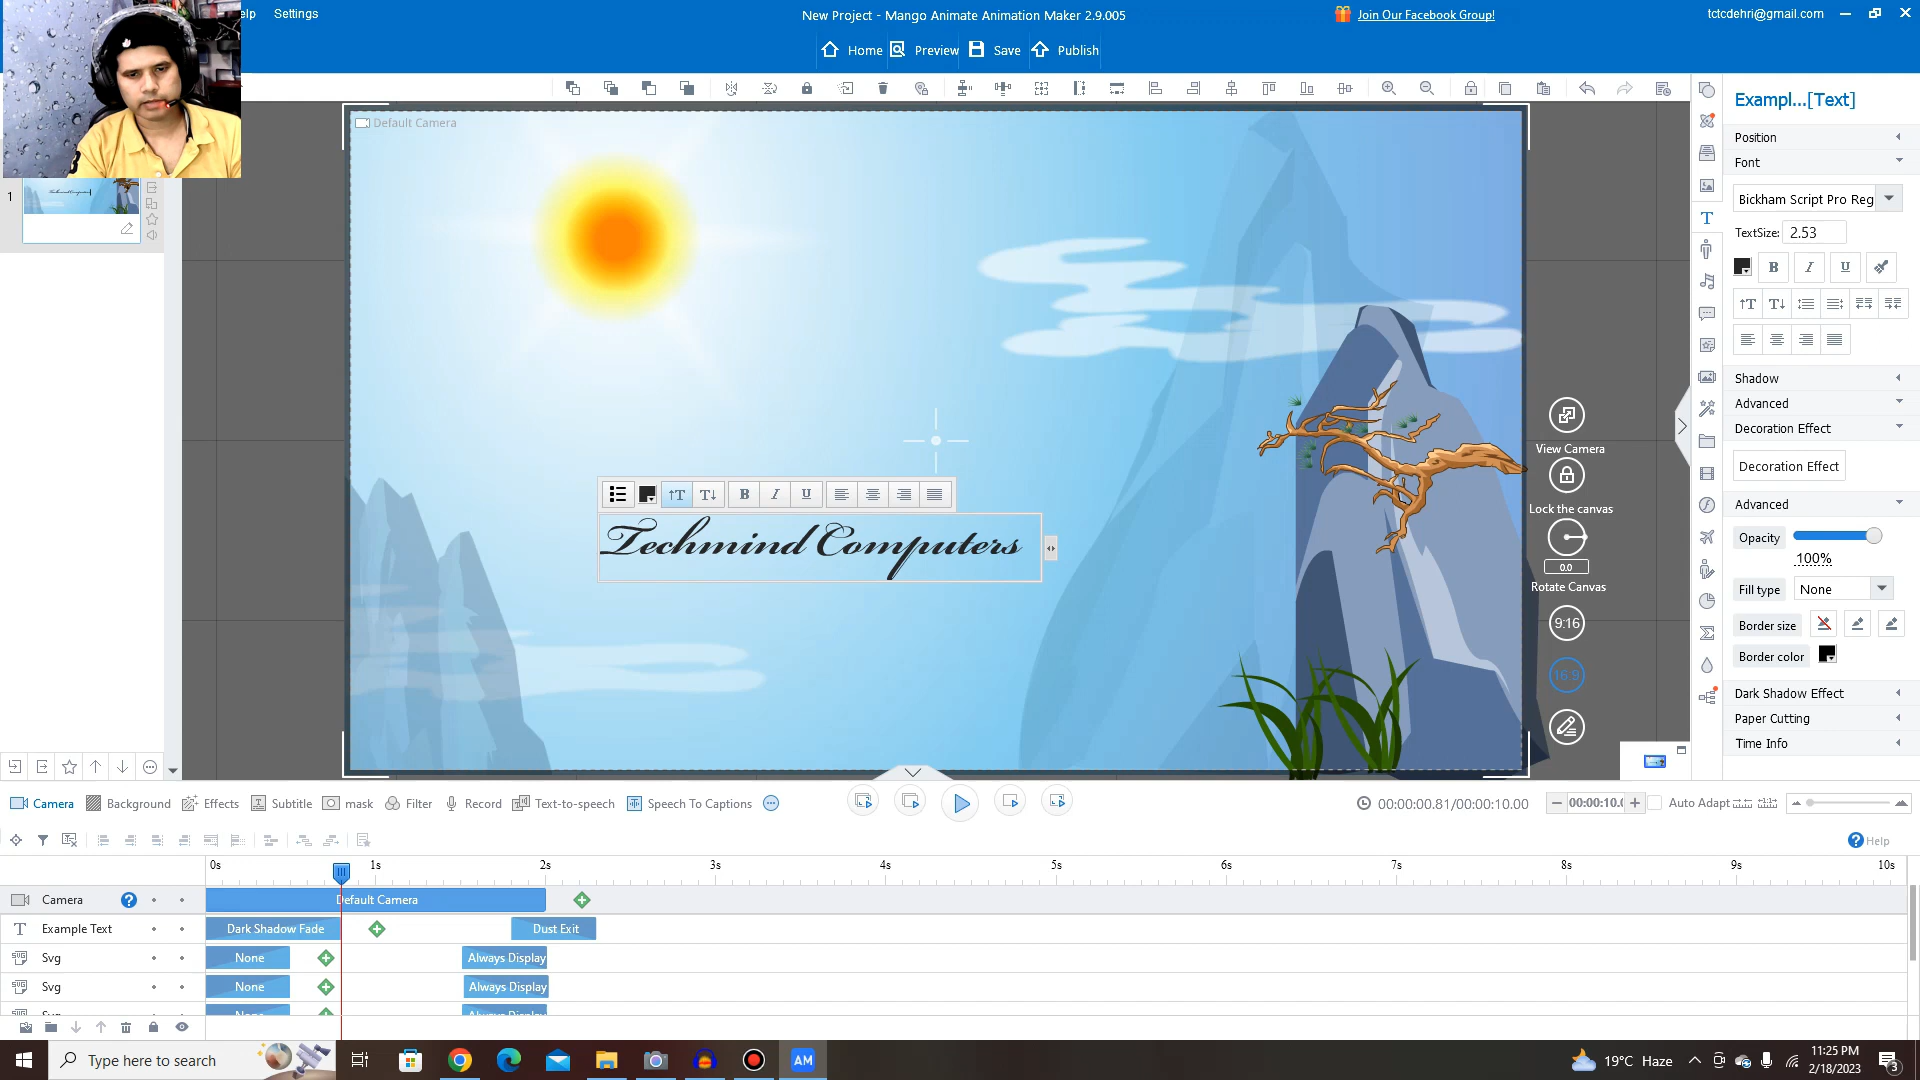 elp Settings
New Project - Mango Animate Animation Maker 2.9.005
Join Our Facebook Group!
tctcdehri@gmail.com
Home Preview Save Publish
Default Camera
1
Techmind Computers
View Camera
Lock the canvas
0.0
Rotate Canvas
9:16
16:9
Exampl...[Text]
Position
Font
Bickham Script Pro Reg
TextSize: 2.53
B I U
Shadow
Advanced
Decoration Effect
Decoration Effect
Advanced
Opacity
100%
Fill type None
Border size
Border color
Dark Shadow Effect
Paper Cutting
Time Info
Camera Background Effects Subtitle mask Filter Record Text-to-speech Speech To Captions
00:00:00.81/00:00:10.00
00:00:10.0
Auto Adapt
Help
0s 1s 2s 3s 4s 5s 6s 7s 8s 9s 10s
Camera Default Camera
Example Text Dark Shadow Fade Dust Exit
Svg None Always Display
Svg None Always Display
None Always Display
Type here to search
AM
19°C Haze
11:25 PM
2/18/2023
3